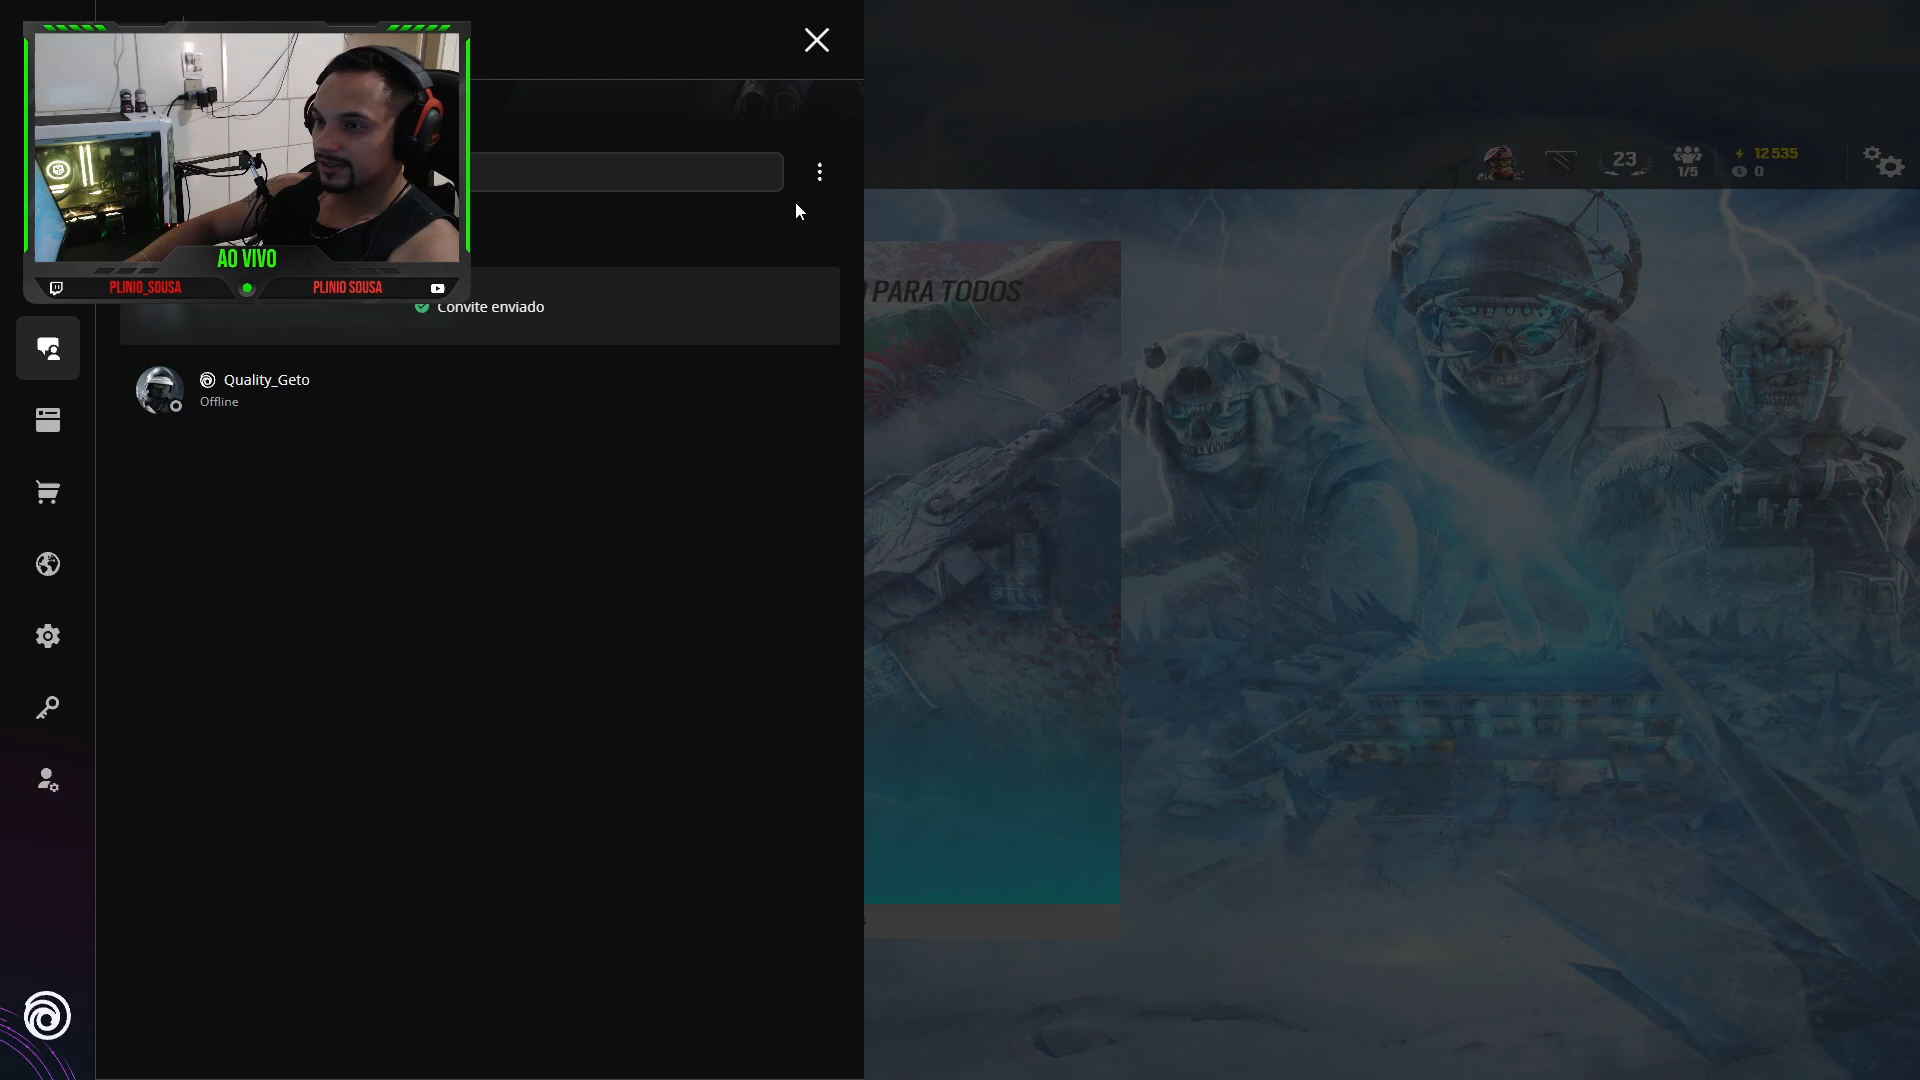 AO VIVO
PLINIO_SOUSA
PLINIO SOUSA
Convite enviado
Quality_Geto
Offline
PARA TODOS
23
1/5
12 535
0